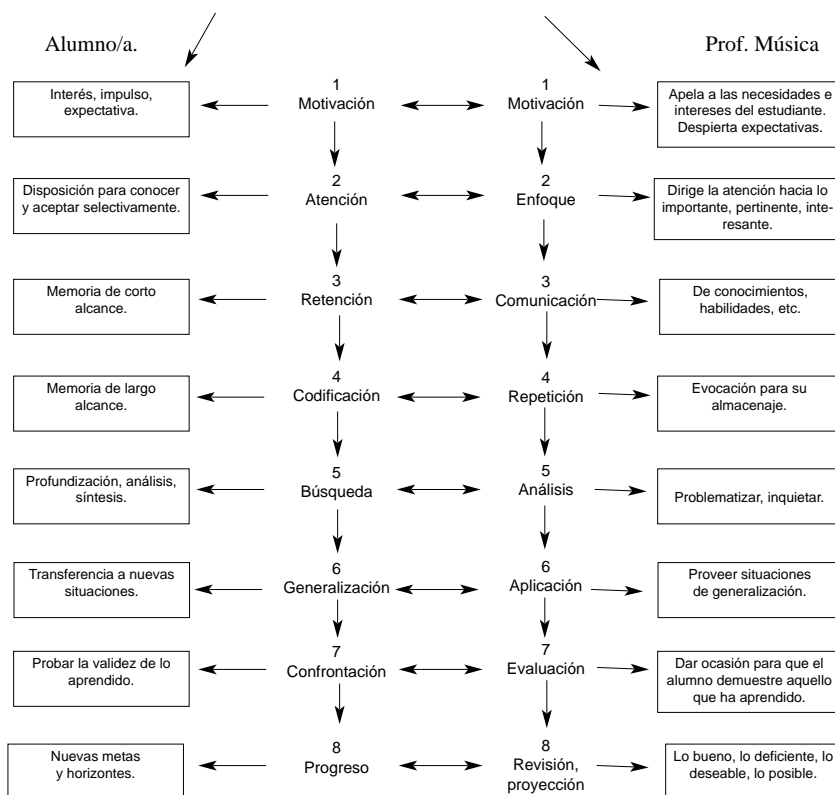 Alumno/a.
Prof. Música
Interés, impulso,
expectativa.
1
Motivación
1
Motivación
Apela a las necesidades e
intereses del estudiante.
Despierta expectativas.
Disposición para conocer
y aceptar selectivamente.
2
Atención
2
Enfoque
Dirige la atención hacia lo
importante, pertinente, inte-
resante.
Memoria de corto
alcance.
3
Retención
3
Comunicación
De conocimientos,
habilidades, etc.
Memoria de largo
alcance.
4
Codificación
4
Repetición
Evocación para su
almacenaje.
Profundización, análisis,
síntesis.
5
Búsqueda
5
Análisis
Problematizar, inquietar.
Transferencia a nuevas
situaciones.
6
Generalización
6
Aplicación
Proveer situaciones
de generalización.
Probar la validez de lo
aprendido.
7
Confrontación
7
Evaluación
Dar ocasión para que el
alumno demuestre aquello
que ha aprendido.
Nuevas metas
y horizontes.
8
Progreso
8
Revisión,
proyección
Lo bueno, lo deficiente, lo
deseable, lo posible.